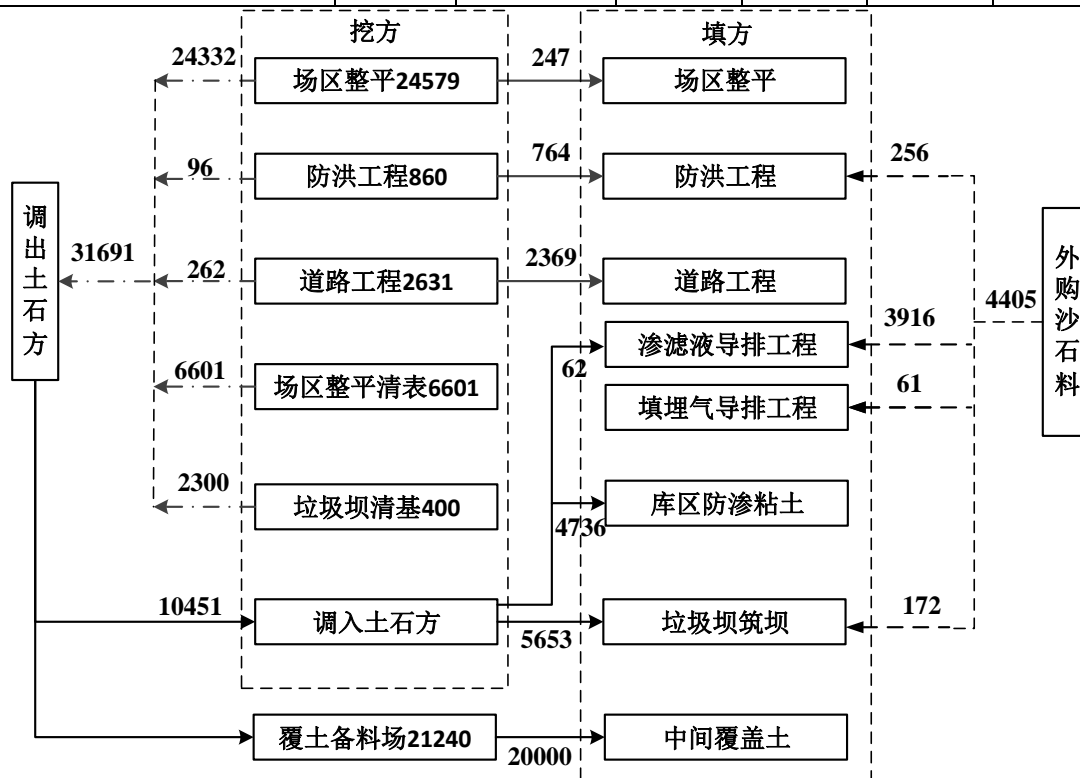 挖方
填方
24332
场区整平24579
247
场区整平
96
防洪工程860
764
防洪工程
256
调出土石方
31691
262
道路工程2631
2369
道路工程
外购沙石料
4405
3916
渗滤液导排工程
62
6601
场区整平清表6601
61
填埋气导排工程
2300
垃圾坝清基400
库区防渗粘土
4736
10451
调入土石方
5653
垃圾坝筑坝
172
覆土备料场21240
20000
中间覆盖土